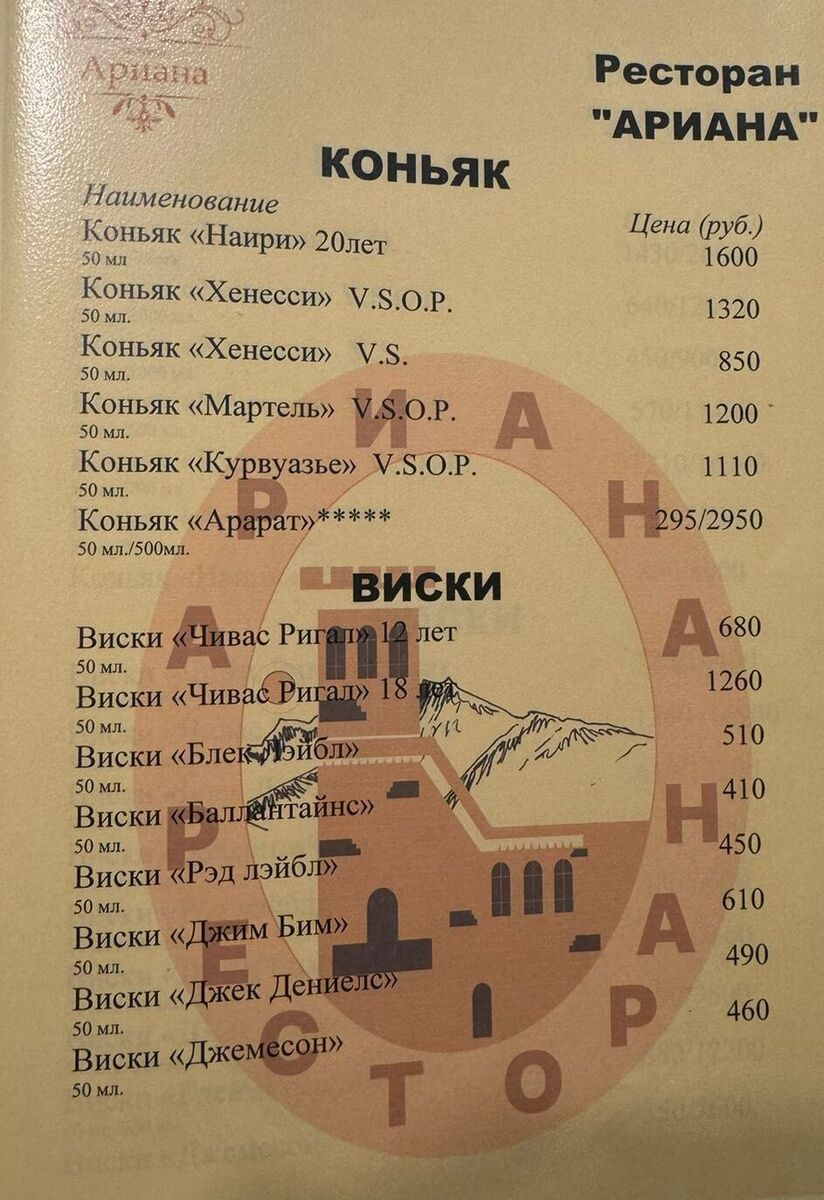 Ариана
Ресторан
"АРИАНА"
КОНЬЯК
Наименование
Цена (руб.)
Коньяк «Наири» 20лет 1600
50 мл
Коньяк «Хенесси» V.S.O.P. 1320
50 мл.
Коньяк «Хенесси» V.S. 850
50 мл.
Коньяк «Мартель» V.S.O.P. 1200
50 мл.
Коньяк «Курвуазье» V.S.O.P. 1110
50 мл.
Коньяк «Арарат»***** 295/2950
50 мл./500мл.
ВИСКИ
Виски «Чивас Ригал» 12 лет 680
50 мл.
Виски «Чивас Ригал» 18 лет 1260
50 мл.
Виски «Блек Лэйбл» 510
50 мл.
Виски «Баллантайнс» 410
50 мл.
Виски «Рэд лэйбл» 450
50 мл.
Виски «Джим Бим» 610
50 мл.
Виски «Джек Дениелс» 490
50 мл.
Виски «Джемесон» 460
50 мл.
АРИАННА
РЕСТОРАН